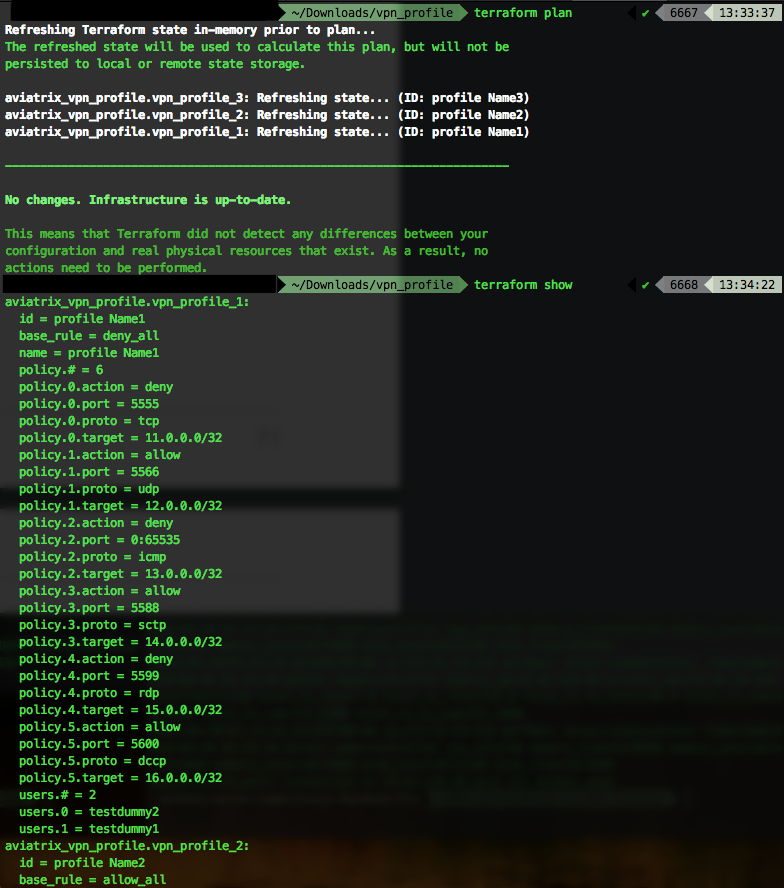 ~/Downloads/vpn_profile terraform plan ✔ 6667 13:33:37
Refreshing Terraform state in-memory prior to plan...
The refreshed state will be used to calculate this plan, but will not be
persisted to local or remote state storage.
aviatrix_vpn_profile.vpn_profile_3: Refreshing state... (ID: profile Name3)
aviatrix_vpn_profile.vpn_profile_2: Refreshing state... (ID: profile Name2)
aviatrix_vpn_profile.vpn_profile_1: Refreshing state... (ID: profile Name1)
------------------------------------------------------------------------
No changes. Infrastructure is up-to-date.
This means that Terraform did not detect any differences between your
configuration and real physical resources that exist. As a result, no
actions need to be performed.
~/Downloads/vpn_profile terraform show ✔ 6668 13:34:22
aviatrix_vpn_profile.vpn_profile_1:
  id = profile Name1
  base_rule = deny_all
  name = profile Name1
  policy.# = 6
  policy.0.action = deny
  policy.0.port = 5555
  policy.0.proto = tcp
  policy.0.target = 11.0.0.0/32
  policy.1.action = allow
  policy.1.port = 5566
  policy.1.proto = udp
  policy.1.target = 12.0.0.0/32
  policy.2.action = deny
  policy.2.port = 0:65535
  policy.2.proto = icmp
  policy.2.target = 13.0.0.0/32
  policy.3.action = allow
  policy.3.port = 5588
  policy.3.proto = sctp
  policy.3.target = 14.0.0.0/32
  policy.4.action = deny
  policy.4.port = 5599
  policy.4.proto = rdp
  policy.4.target = 15.0.0.0/32
  policy.5.action = allow
  policy.5.port = 5600
  policy.5.proto = dccp
  policy.5.target = 16.0.0.0/32
  users.# = 2
  users.0 = testdummy2
  users.1 = testdummy1
aviatrix_vpn_profile.vpn_profile_2:
  id = profile Name2
  base_rule = allow_all